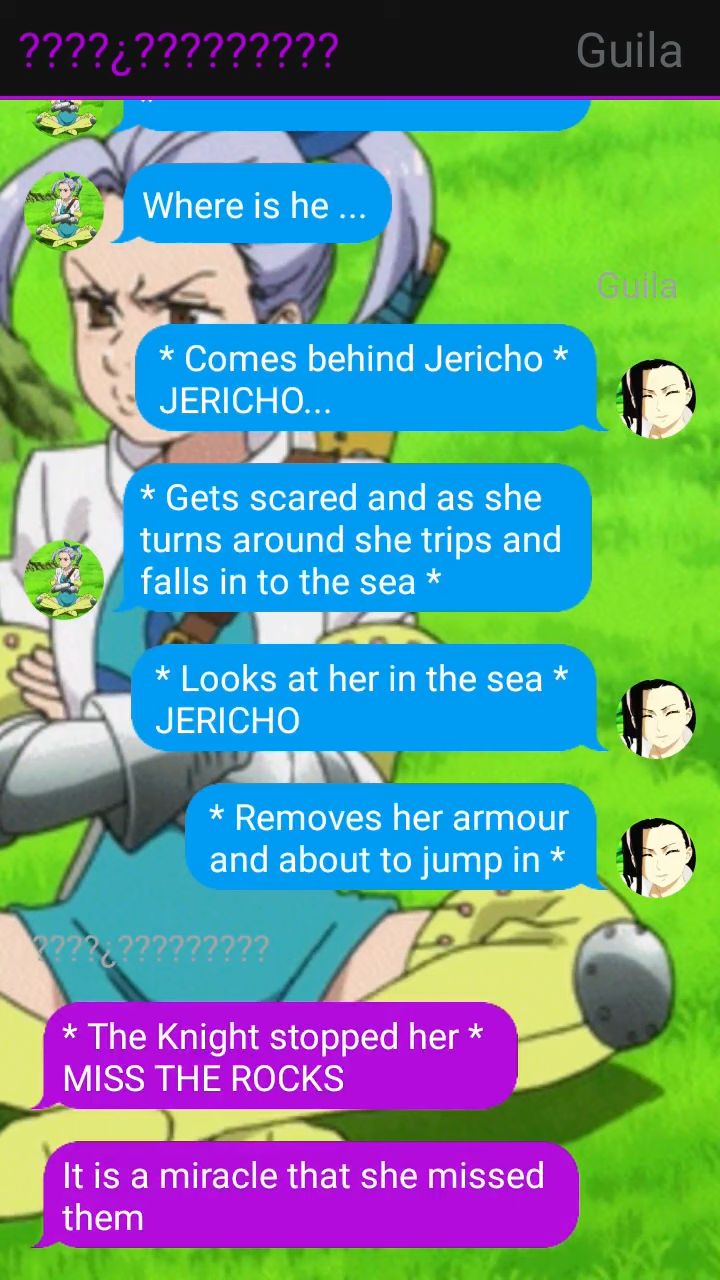 ????¿?????????
Guila
Where is he ...
Guila
* Comes behind Jericho *
JERICHO...
* Gets scared and as she
turns around she trips and
falls in to the sea *
* Looks at her in the sea *
JERICHO
* Removes her armour
and about to jump in *
????¿?????????
* The Knight stopped her *
MISS THE ROCKS
It is a miracle that she missed
them